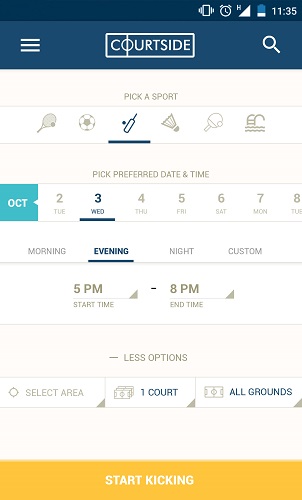 H 11:35
COURTSIDE
PICK A SPORT
PICK PREFERRED DATE & TIME
OCT 2 3 4 5 6 7 8
TUE WED THU FRI SAT MON TUE
MORNING EVENING NIGHT CUSTOM
5 PM - 8 PM
START TIME END TIME
— LESS OPTIONS
SELECT AREA 1 COURT ALL GROUNDS
START KICKING